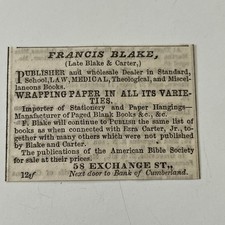 FRANCIS BLAKE,
(Late Blake & Carter,)
PUBLISHER and wholesale Dealer in Standard,
School, LAW, MEDICAL, Theological, and Miscel-
laneous Books.
WRAPPING PAPER IN ALL ITS VARIE-
TIES.
Importer of Stationery and Paper Hangings—
Manufacturer of Paged Blank Books &c., &c.
F. Blake will continue to PUBLISH the same list of
books as when connected with Ezra Carter, Jr., to-
gether with many others which were not published
by Blake and Carter.
The publications of the American Bible Society
for sale at their prices.
58 EXCHANGE ST.,
12tf Next door to Bank of Cumberland.